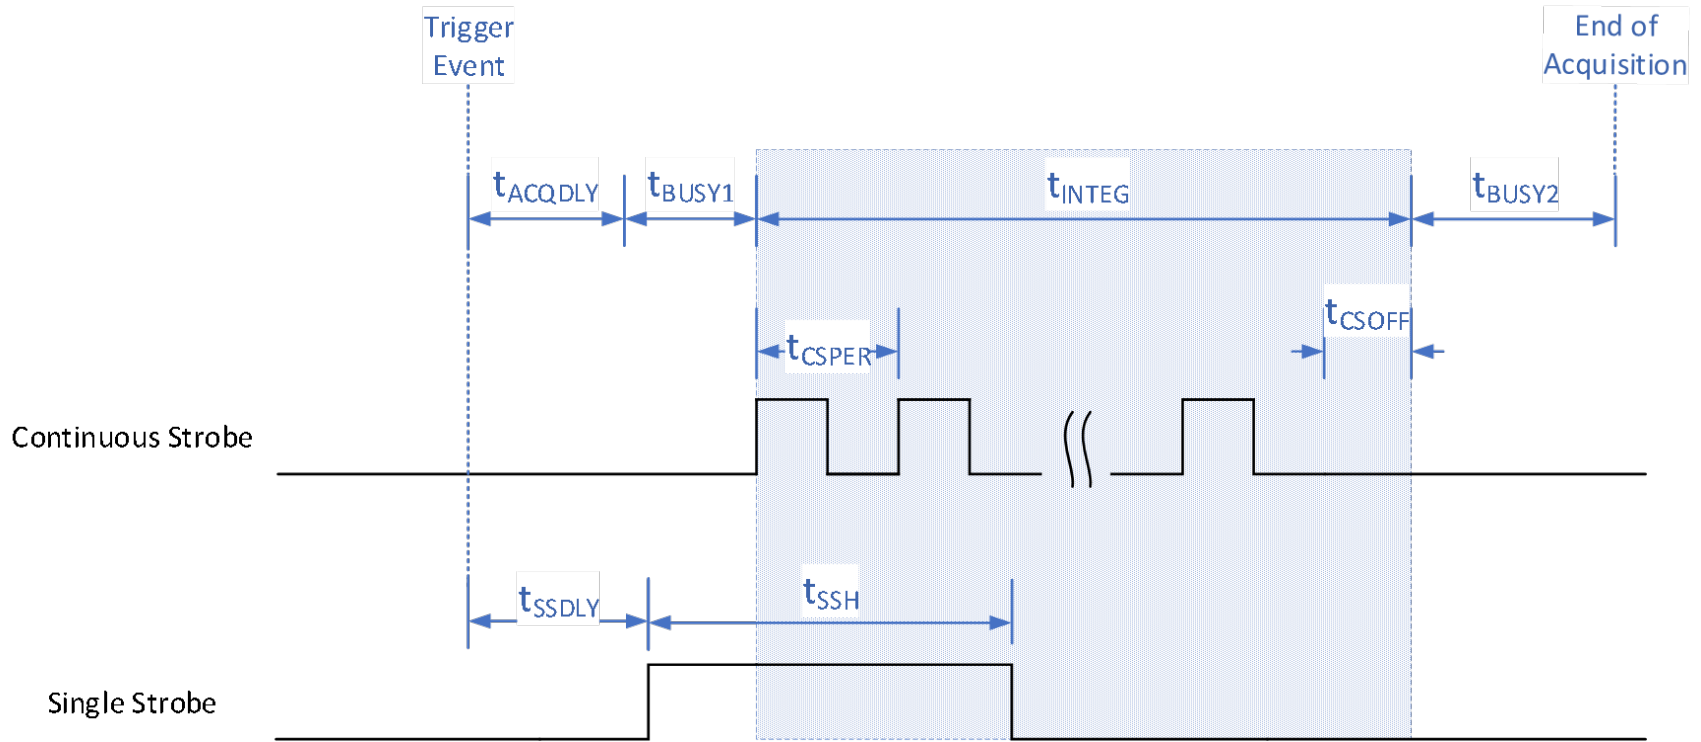 Trigger
Event
End of
Acquisition
tACQDLY
tBUSY1
tINTEG
tBUSY2
tCSOFF
tCSPER
Continuous Strobe
tSSDLY
tSSH
Single Strobe